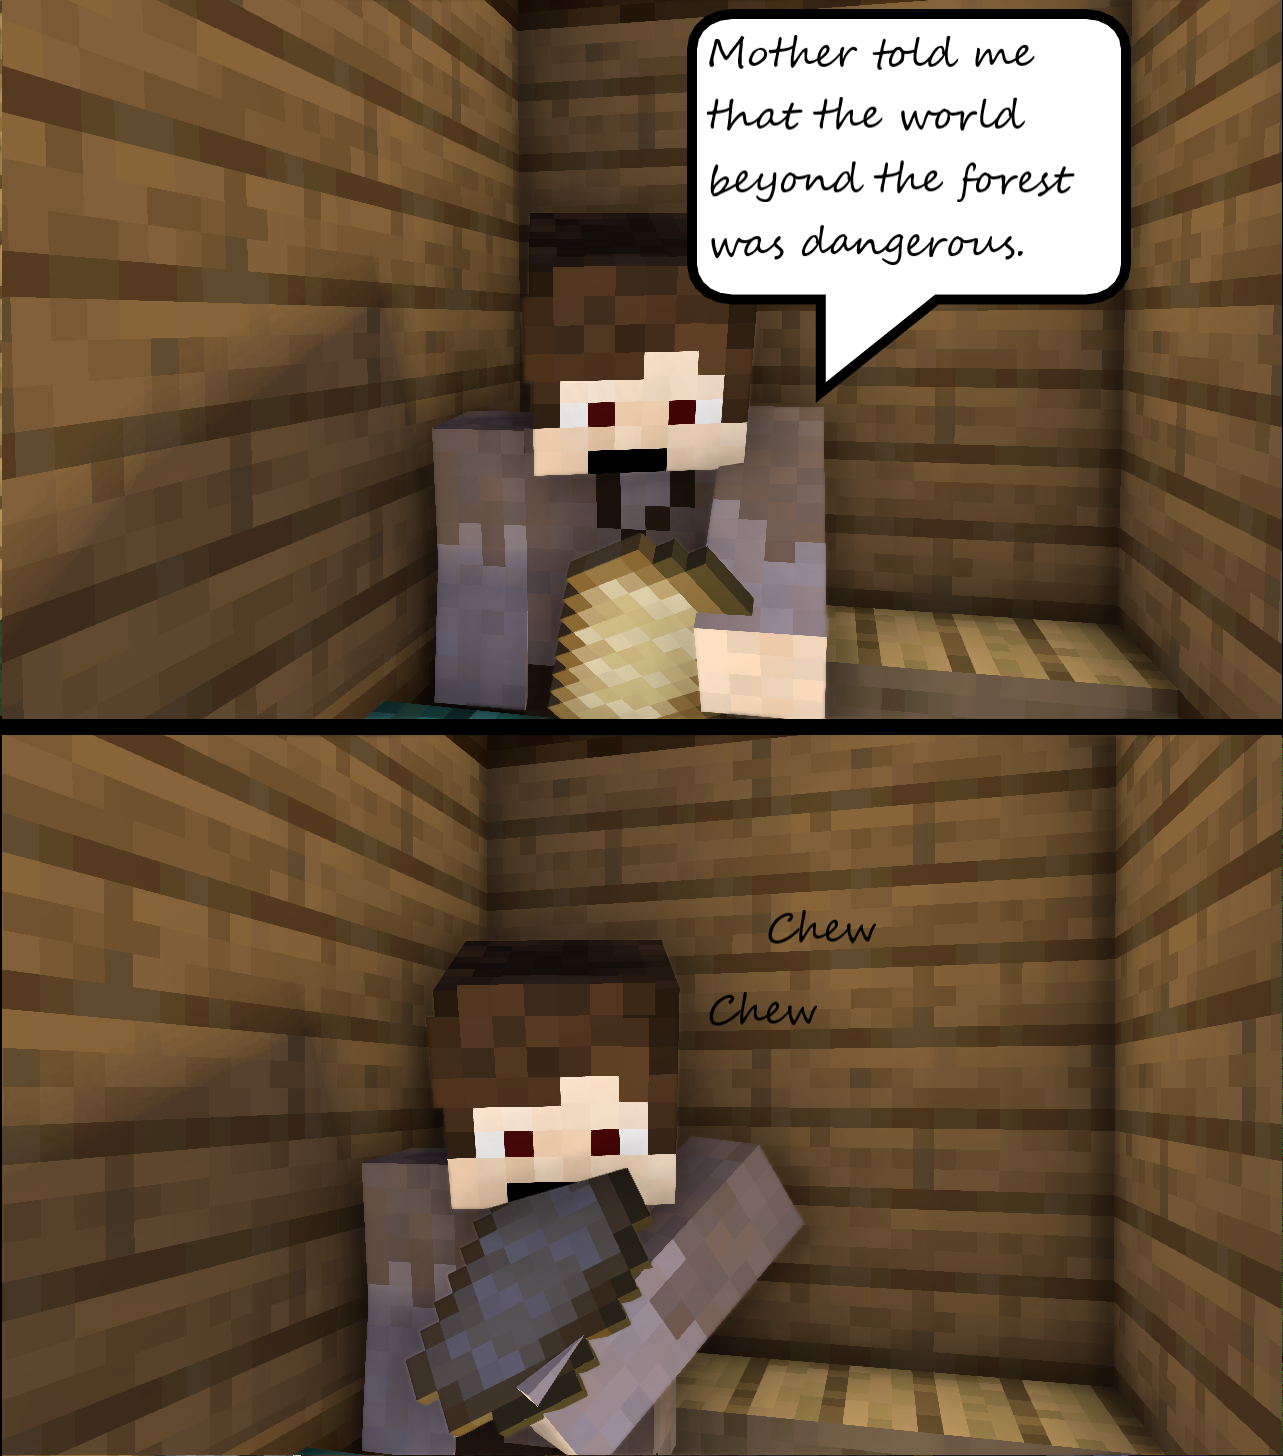 Mother told me
that the world
beyond the forest
was dangerous.
Chew
Chew